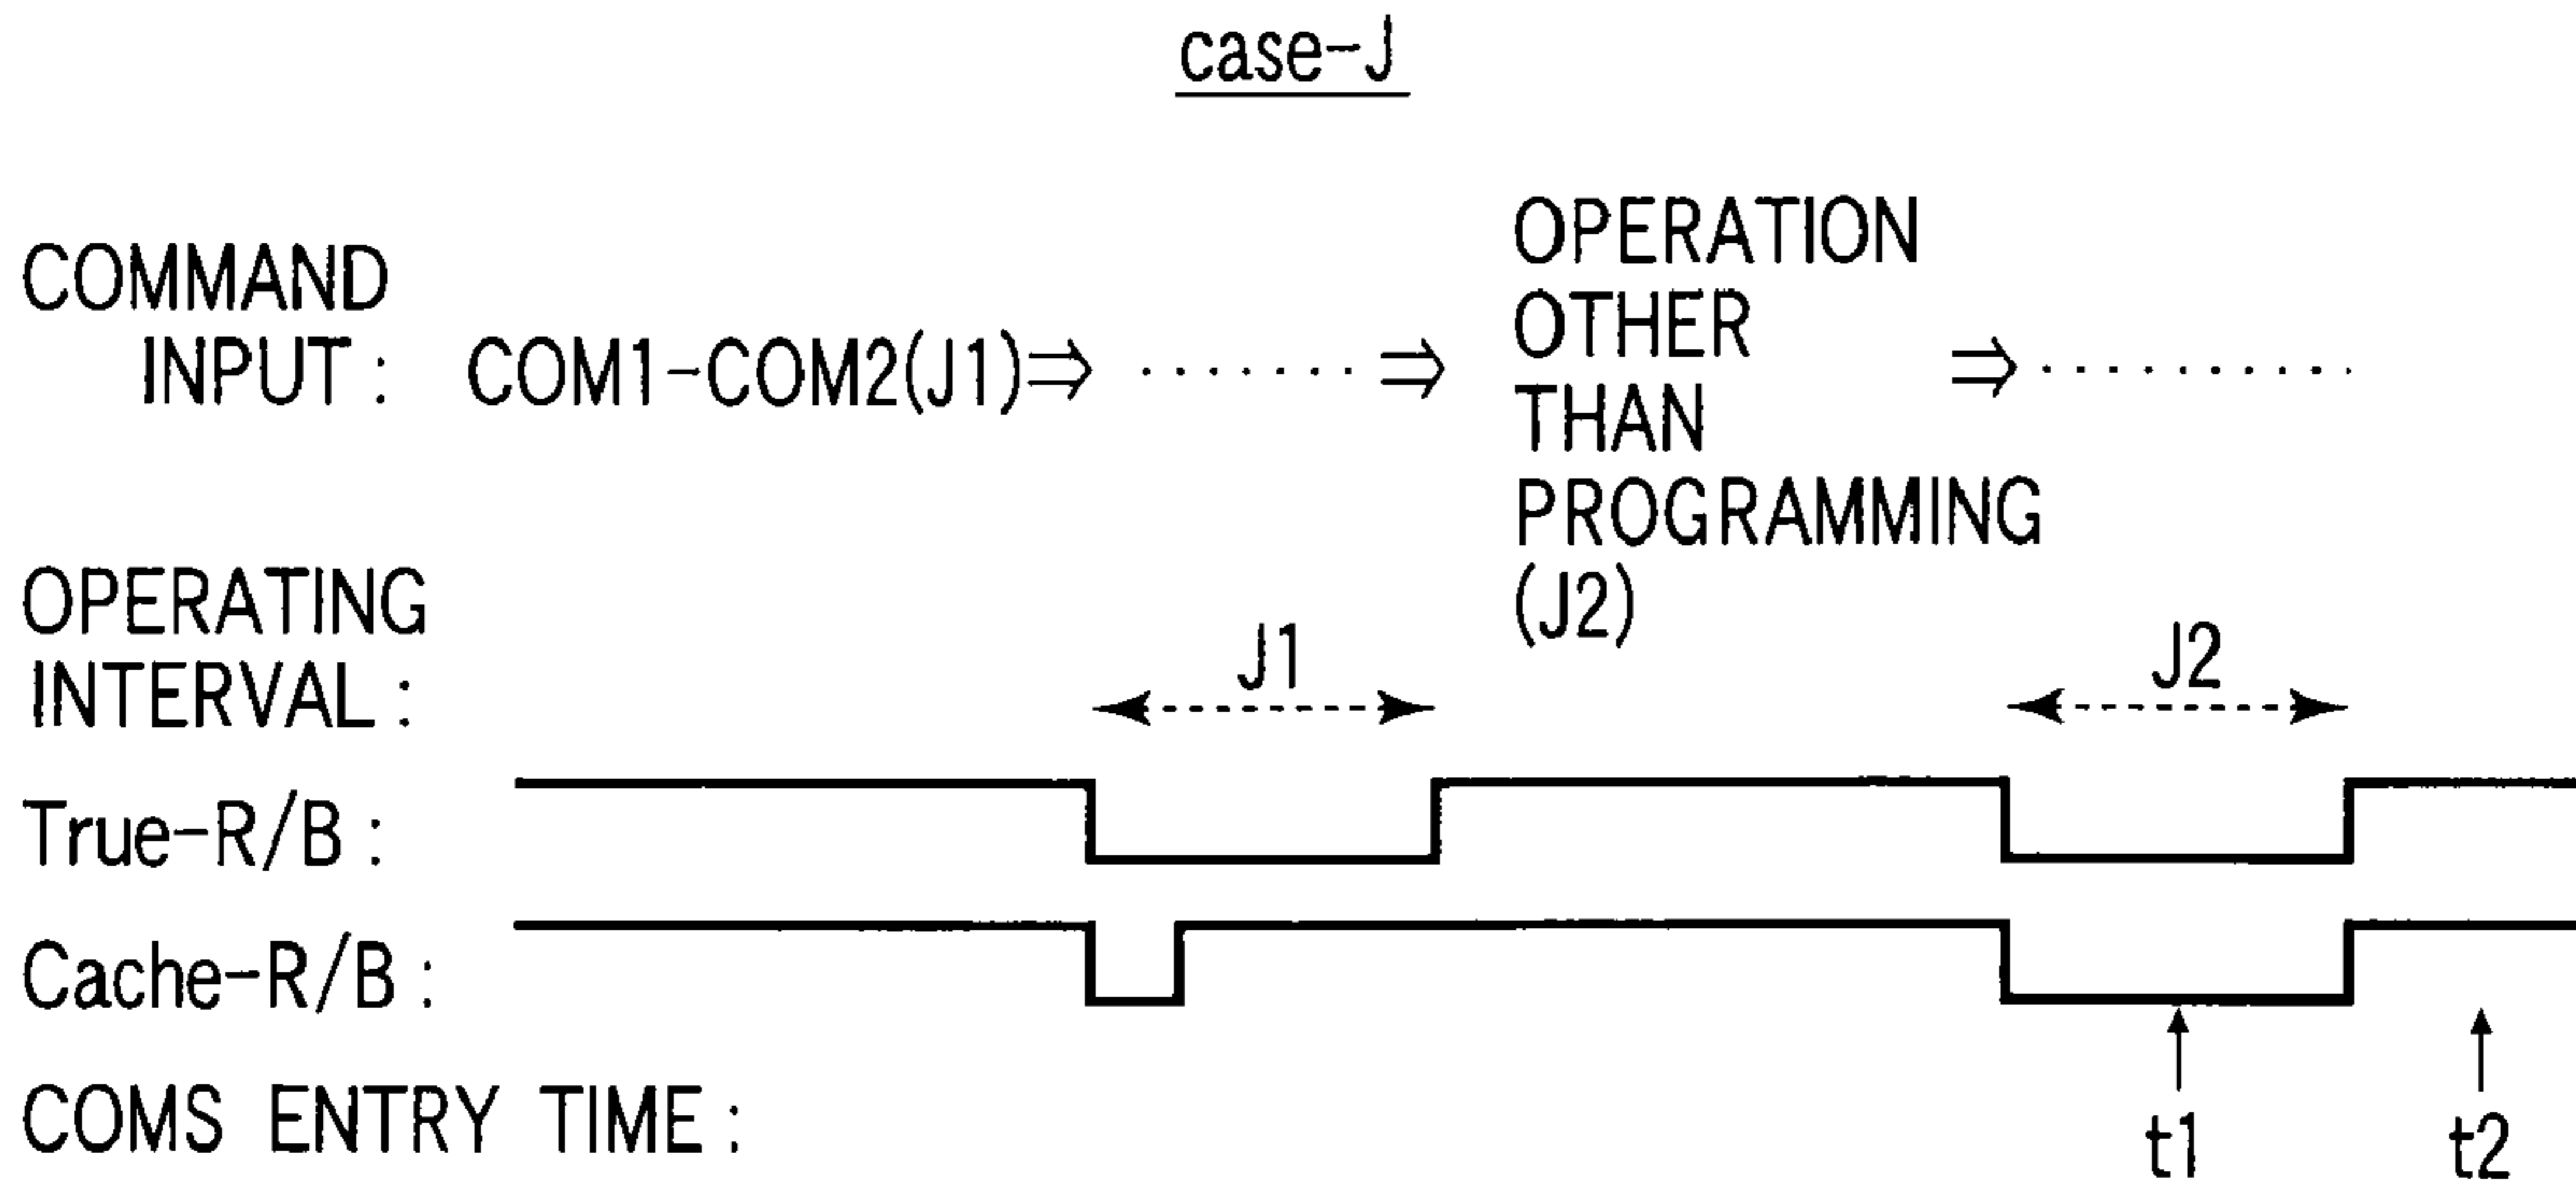 case-J
COMMAND
INPUT : COM1-COM2(J1)⇒ ······· ⇒ OPERATION
OTHER
THAN
PROGRAMMING
(J2) ⇒ ··········
OPERATING
INTERVAL :
J1
J2
True-R/B :
Cache-R/B :
COMS ENTRY TIME :
t1
t2